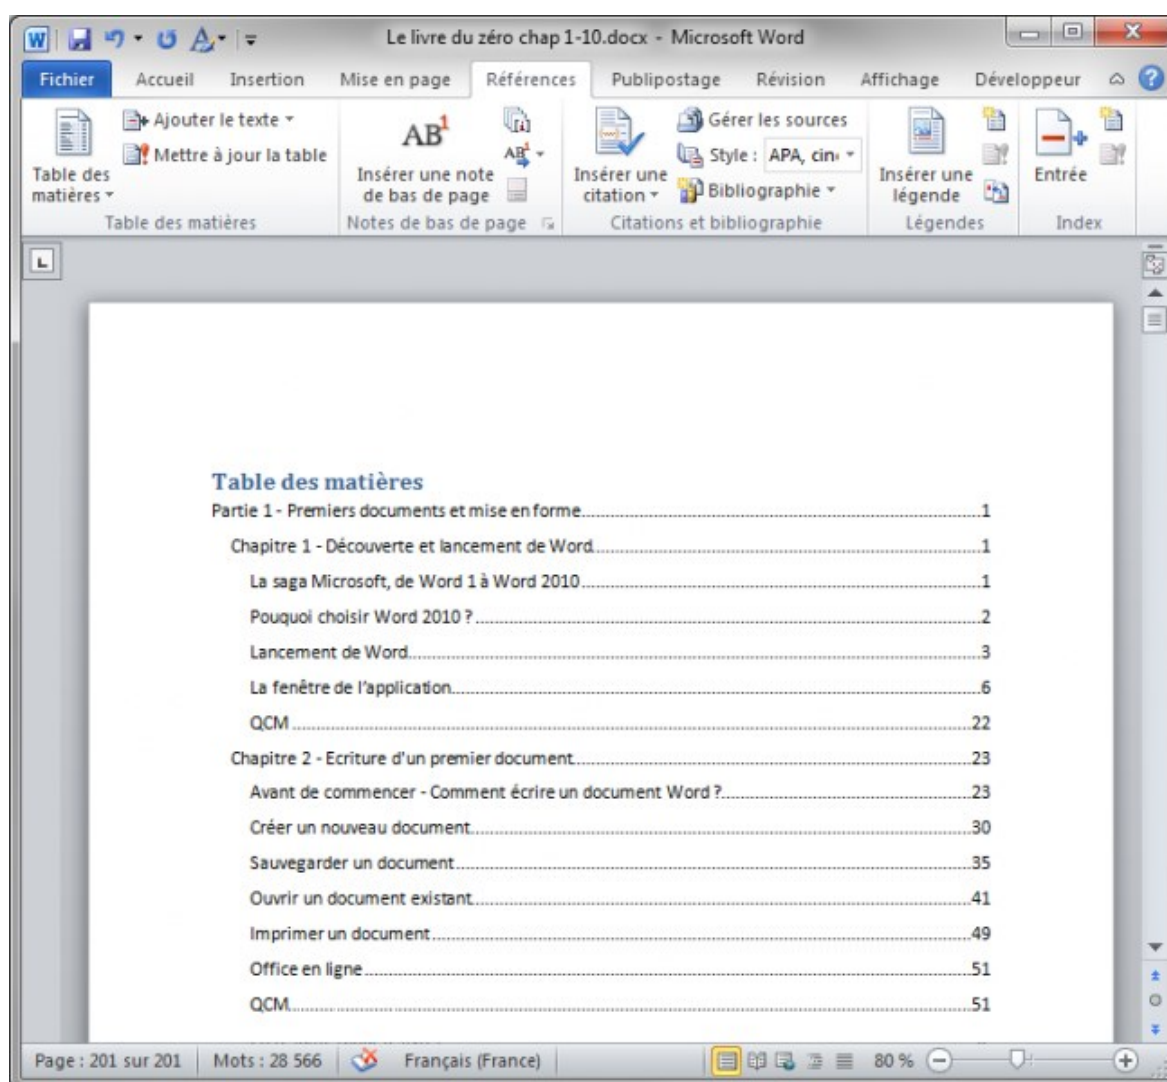 Le livre du zéro chap 1-10.docx - Microsoft Word
Fichier Accueil Insertion Mise en page Références Publipostage Révision Affichage Développeur
Ajouter le texte
Mettre à jour la table
Table des matières
Table des matières
AB1
Insérer une note de bas de page
AB1
Notes de bas de page
Insérer une citation
Gérer les sources
Style : APA, cin
Bibliographie
Citations et bibliographie
Insérer une légende
Légendes
Entrée
Index
Table des matières
Partie 1 - Premiers documents et mise en forme 1
Chapitre 1 - Découverte et lancement de Word 1
La saga Microsoft, de Word 1 à Word 2010 1
Pouquoi choisir Word 2010 ? 2
Lancement de Word 3
La fenêtre de l'application 6
QCM 22
Chapitre 2 - Ecriture d'un premier document 23
Avant de commencer - Comment écrire un document Word ? 23
Créer un nouveau document 30
Sauvegarder un document 35
Ouvrir un document existant 41
Imprimer un document 49
Office en ligne 51
QCM 51
Page : 201 sur 201 Mots : 28 566 Français (France) 80 %